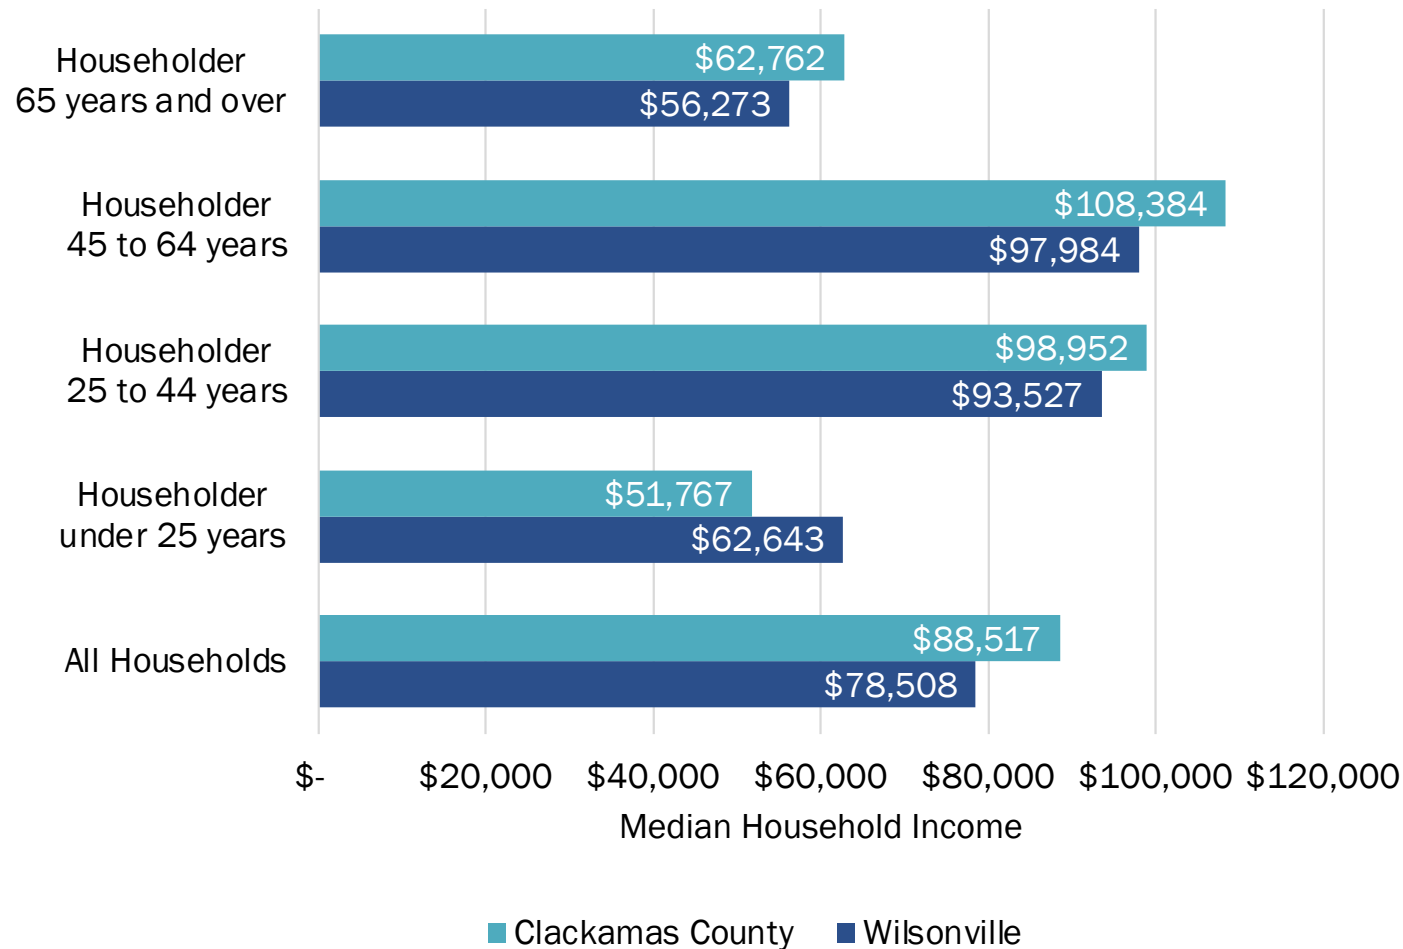 Householder
65 years and over
$62,762
$56,273
Householder
45 to 64 years
$108,384
$97,984
Householder
25 to 44 years
$98,952
$93,527
Householder
under 25 years
$51,767
$62,643
All Households
$88,517
$78,508
$- $20,000 $40,000 $60,000 $80,000 $100,000 $120,000
Median Household Income
Clackamas County Wilsonville